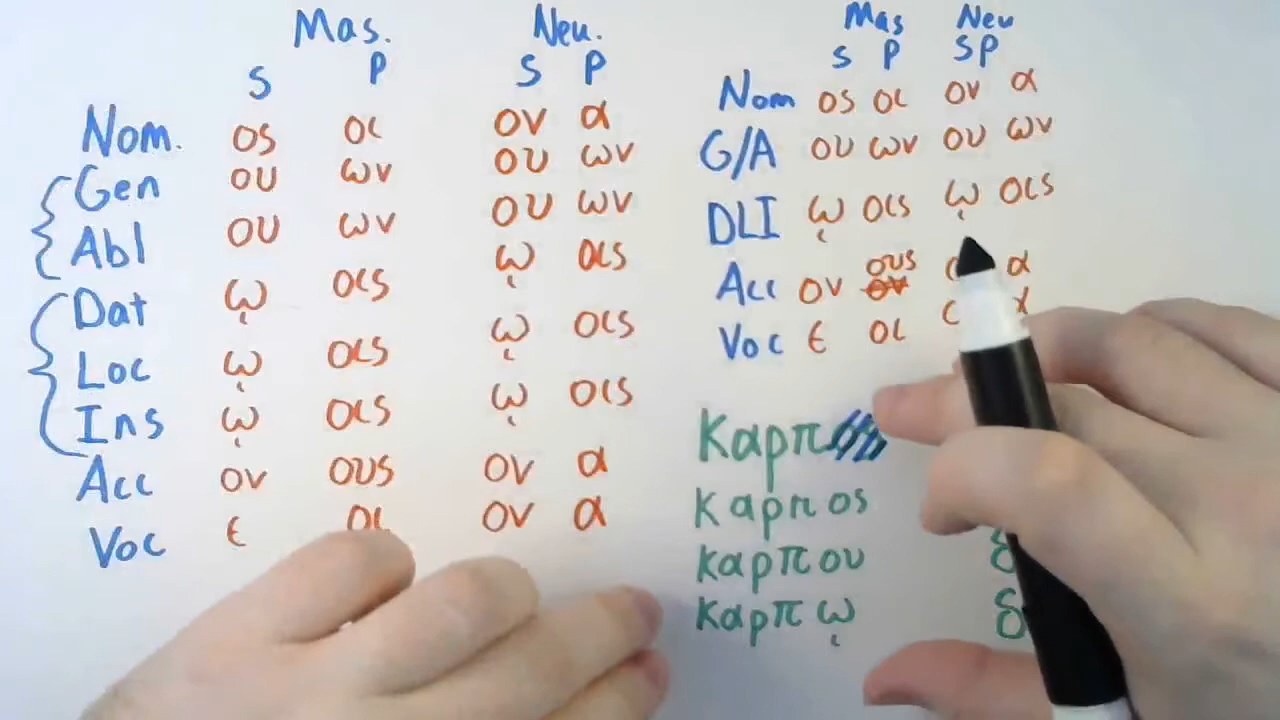 Mas. Neu.
S P S P
Nom. os οι ον α
Gen ου ων ου ων
Abl ου ων ου ων
Dat ῳ οις ῳ οις
Loc ῳ οις ῳ οις
Ins ῳ οις ῳ οις
Acc ον ους ον α
Voc ε οι ον α
Mas Neu
S P S P
Nom os οι ον α
G/A ου ων ου ων
DLI ῳ οις ῳ οις
Acc ον ους α
Voc ε οι
Καρπ
καρπος
καρπου
καρπῳ